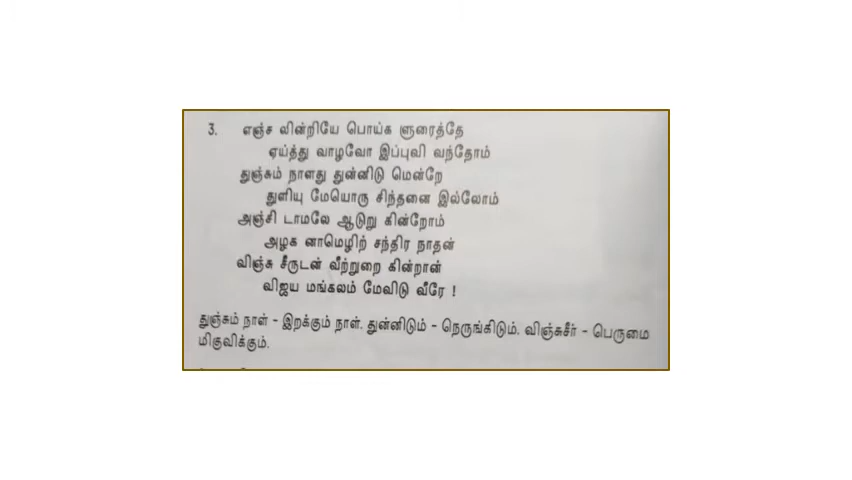 3. எஞ்ச லின்றியே பொய்க ளுரைத்தே
ஏய்த்து வாழவோ இப்புவி வந்தோம்
துஞ்சும் நாளது துன்னிடு மென்றே
துளியு மேயொரு சிந்தனை இல்லோம்
அஞ்சி டாமலே ஆடுறு கின்றோம்
அழக னாமெழிற் சந்திர நாதன்
விஞ்சு சீருடன் வீற்றுறை கின்றான்
விஜய மங்கலம் மேவிடு வீரே !
துஞ்சும் நாள் - இறக்கும் நாள். துன்னிடும் - நெருங்கிடும். விஞ்சுசீர் - பெருமை
மிகுவிக்கும்.